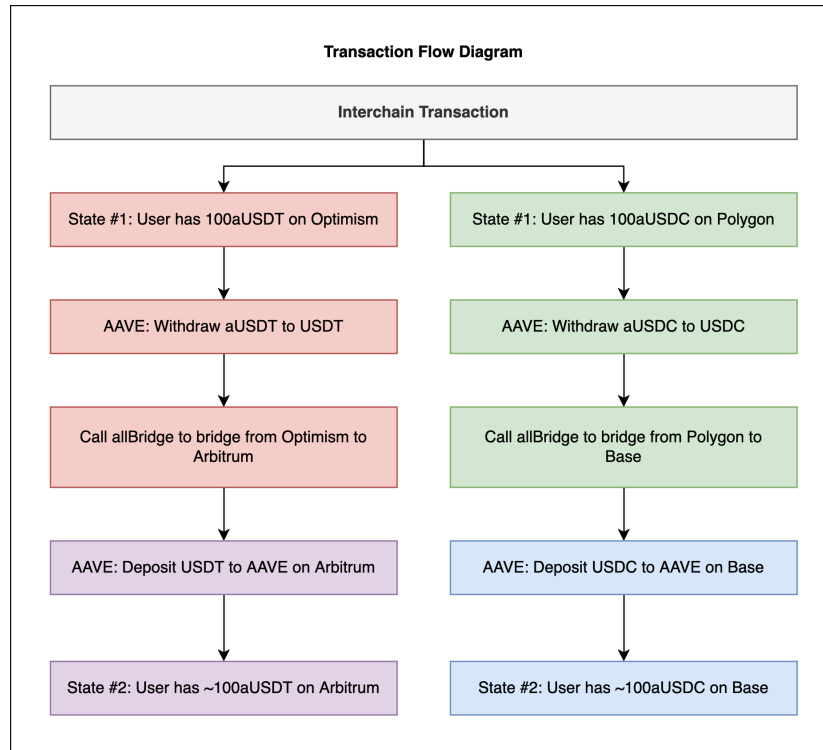 Transaction Flow Diagram
Interchain Transaction
State #1: User has 100aUSDT on Optimism
State #1: User has 100aUSDC on Polygon
AAVE: Withdraw aUSDT to USDT
AAVE: Withdraw aUSDC to USDC
Call allBridge to bridge from Optimism to
Arbitrum
Call allBridge to bridge from Polygon to
Base
AAVE: Deposit USDT to AAVE on Arbitrum
AAVE: Deposit USDC to AAVE on Base
State #2: User has ~100aUSDT on Arbitrum
State #2: User has ~100aUSDC on Base